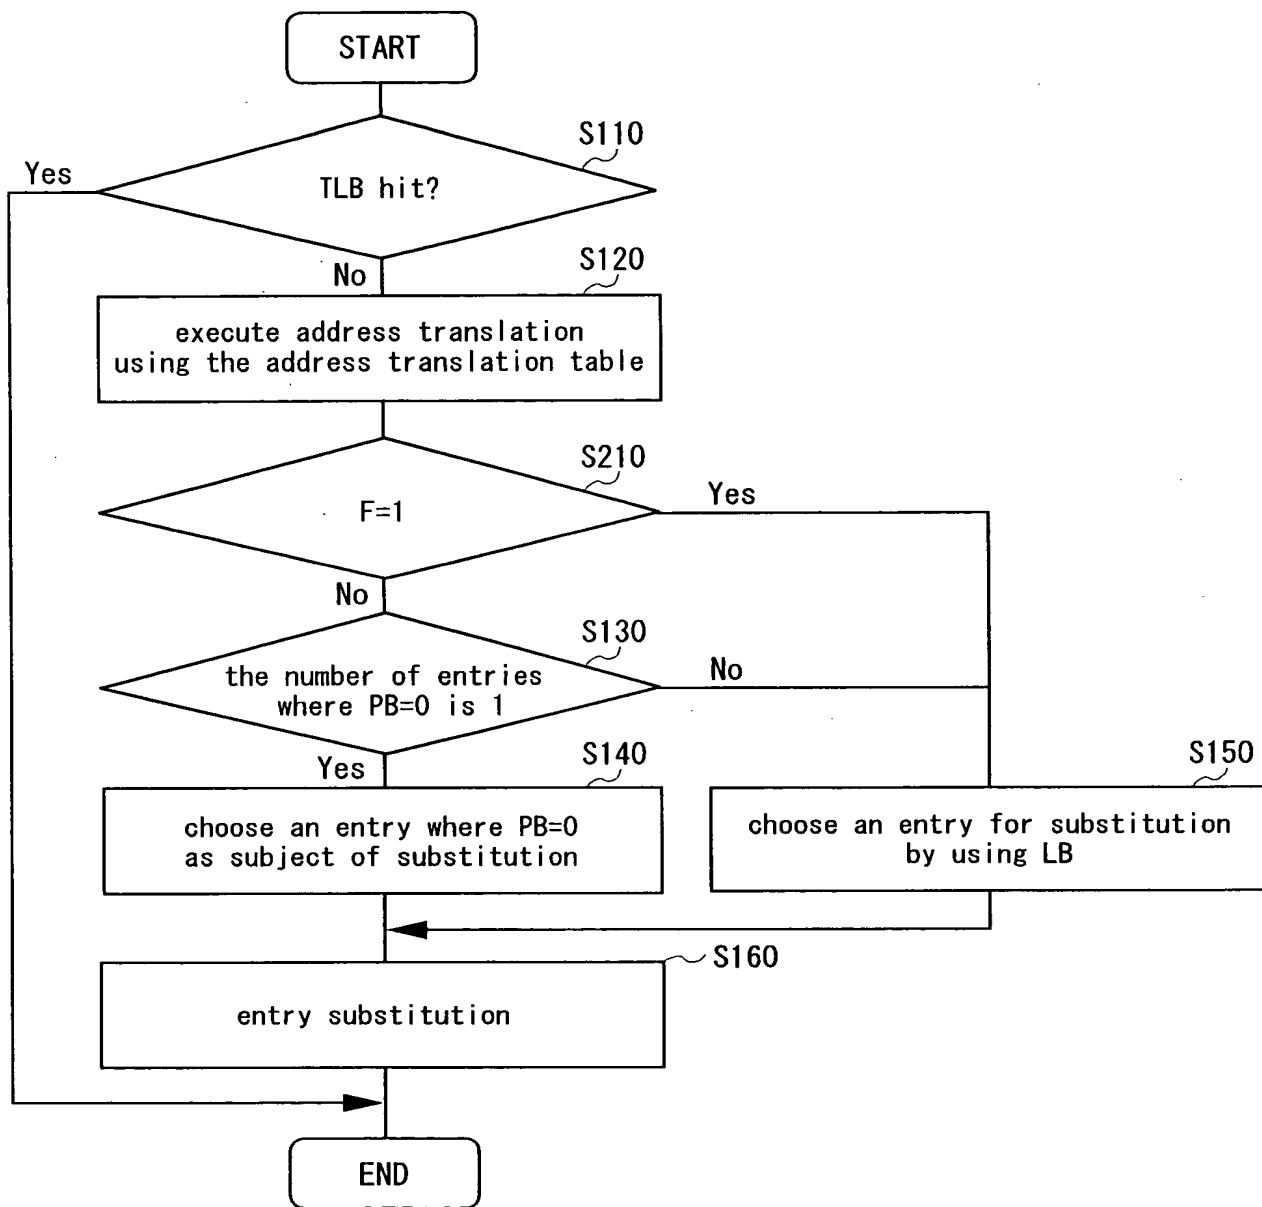 START
S110
Yes
TLB hit?
No
S120
execute address translation
using the address translation table
S210
Yes
F=1
No
S130
the number of entries
where PB=0 is 1
No
Yes
S140
S150
choose an entry where PB=0
as subject of substitution
choose an entry for substitution
by using LB
S160
entry substitution
END